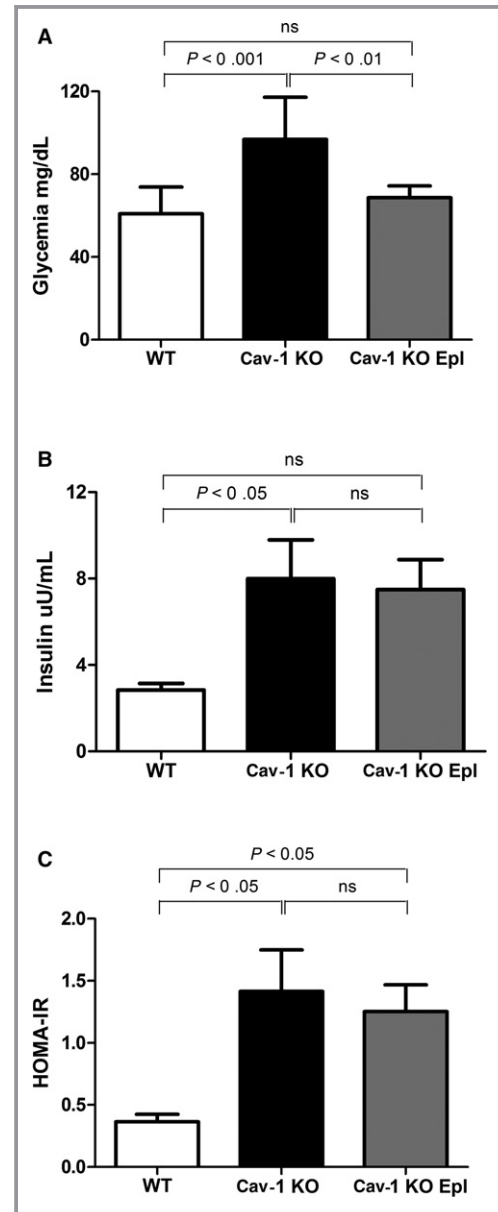 A
ns
P < 0 .001
P < 0 .01
Glycemia mg/dL
120
80
40
0
WT
Cav-1 KO
Cav-1 KO Epl
B
ns
P < 0 .05
ns
Insulin uU/mL
12
8
4
0
WT
Cav-1 KO
Cav-1 KO Epl
C
P < 0.05
P < 0 .05
ns
HOMA-IR
2.0
1.5
1.0
0.5
0.0
WT
Cav-1 KO
Cav-1 KO Epl